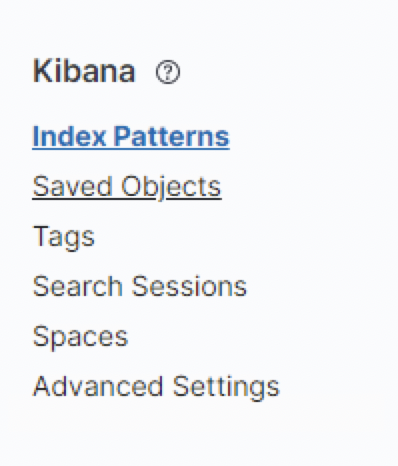 Kibana
Index Patterns
Saved Objects
Tags
Search Sessions
Spaces
Advanced Settings